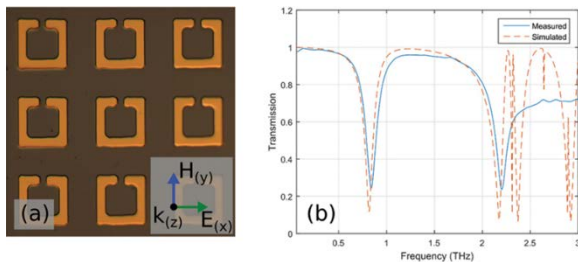 (a)
H(y)
k(z)
E(x)
1.2
1
0.8
0.6
0.4
0.2
0
Transmission
Measured
Simulated
(b)
0.5
1
1.5
2
2.5
3
Frequency (THz)